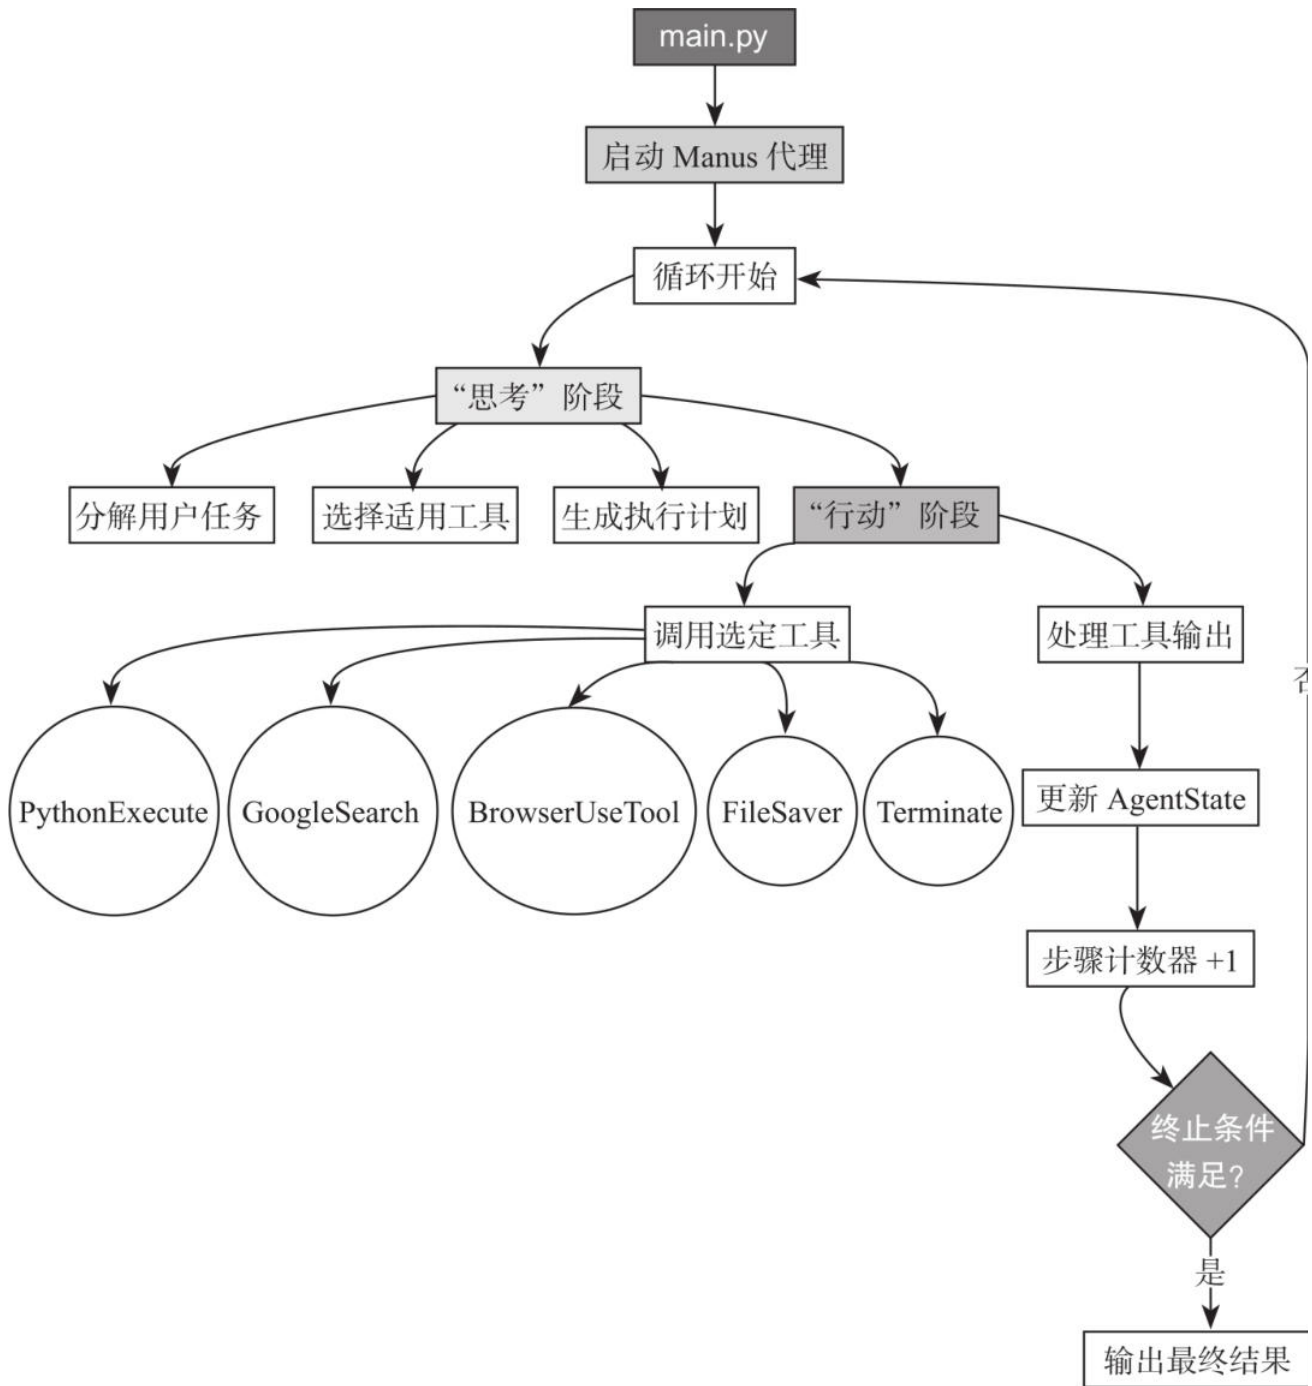 main.py
启动 Manus 代理
循环开始
“思考”阶段
分解用户任务
选择适用工具
生成执行计划
“行动”阶段
调用选定工具
处理工具输出
否
PythonExecute
GoogleSearch
BrowserUseTool
FileSaver
Terminate
更新 AgentState
步骤计数器 +1
终止条件
满足?
是
输出最终结果